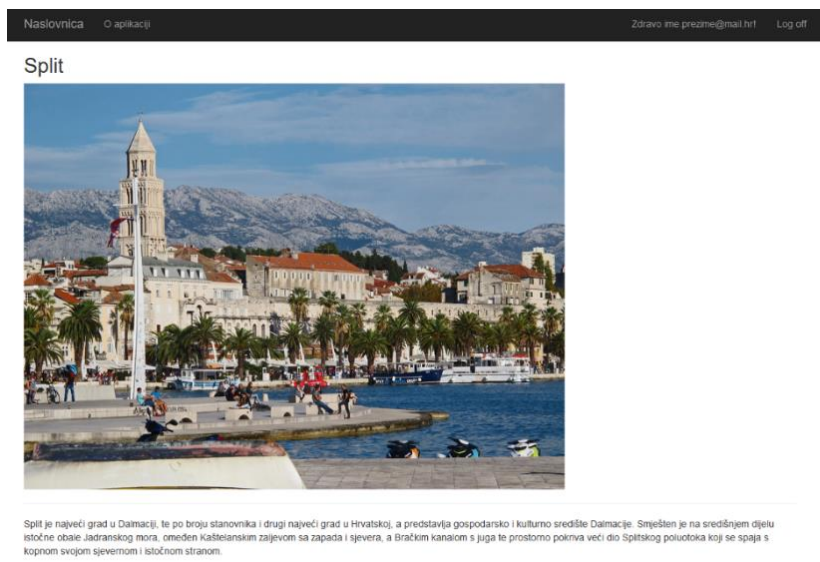 Naslovnica O aplikaciji Zdravo ime.prezime@mail.hr! Log off
Split
Split je najveći grad u Dalmaciji, te po broju stanovnika i drugi najveći grad u Hrvatskoj, a predstavlja gospodarsko i kulturno središte Dalmacije. Smješten je na središnjem dijelu
istočne obale Jadranskog mora, omeđen Kaštelanskim zaljevom sa zapada i sjevera, a Bračkim kanalom s juga te prostorno pokriva veći dio Splitskog poluotoka koji se spaja s
kopnom svojom sjevernom i istočnom stranom.